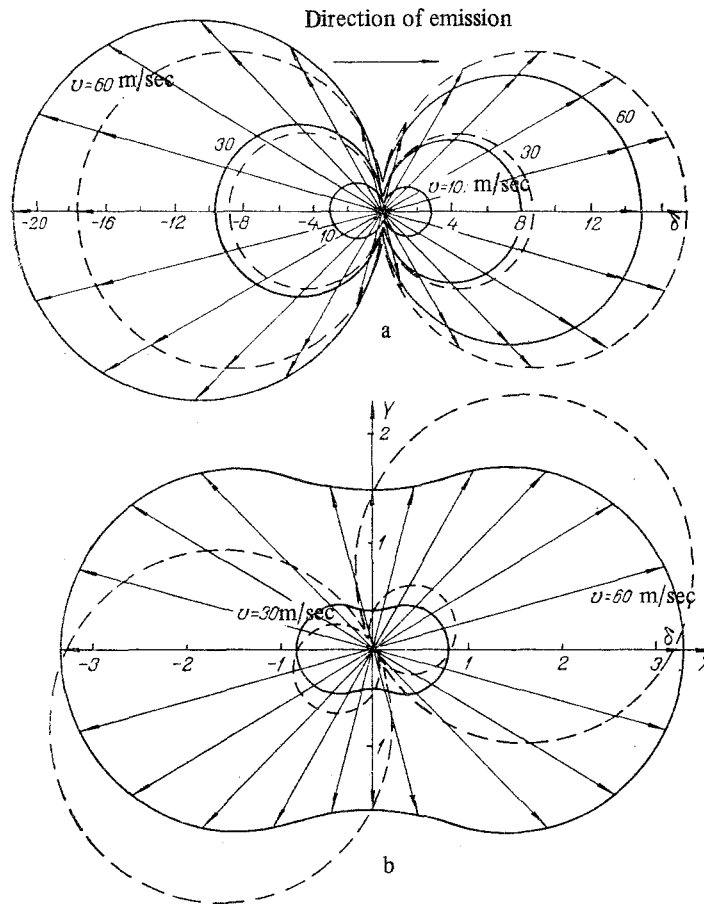 Direction of emission
υ=60 m/sec
60
30
30
υ=10: m/sec
-20 -16 -12 -8 -4 4 8 12 δ
10
a
Y
2
1
υ=30 m/sec
υ=60 m/sec
-3 -2 -1 1 2 3 δ X
1
b